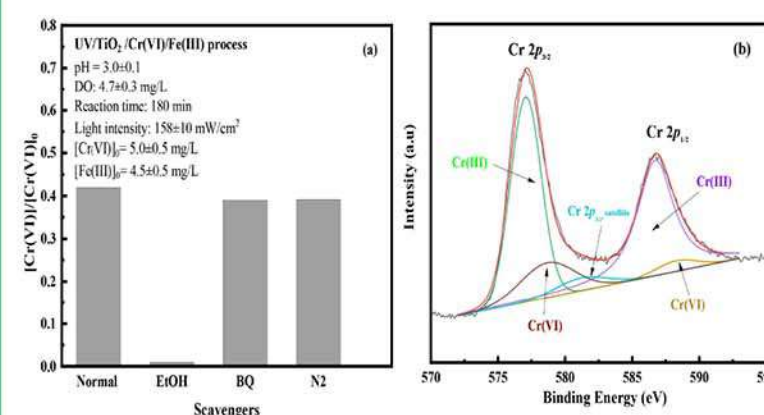 UV/TiO₂ /Cr(VI)/Fe(III) process
(a)
pH = 3.0±0.1
DO: 4.7±0.3 mg/L
Reaction time: 180 min
Light intensity: 158±10 mW/cm²
[Cr(VI)]₀= 5.0±0.5 mg/L
[Fe(III)]₀= 4.5±0.5 mg/L
[Cr(VI)]/[Cr(VI)]₀
0.8
0.7
0.6
0.5
0.4
0.3
0.2
0.1
0.0
Normal EtOH BQ N2
Scavengers
(b)
Cr 2p₃/₂
Cr 2p₁/₂
Cr(III)
Cr(III)
Cr 2p satellite
Cr(VI)
Cr(VI)
Intensity (a.u)
570 575 580 585 590
Binding Energy (eV)